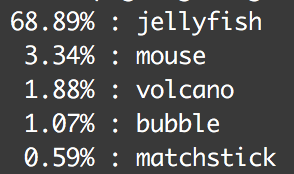 68.89% : jellyfish
3.34% : mouse
1.88% : volcano
1.07% : bubble
0.59% : matchstick